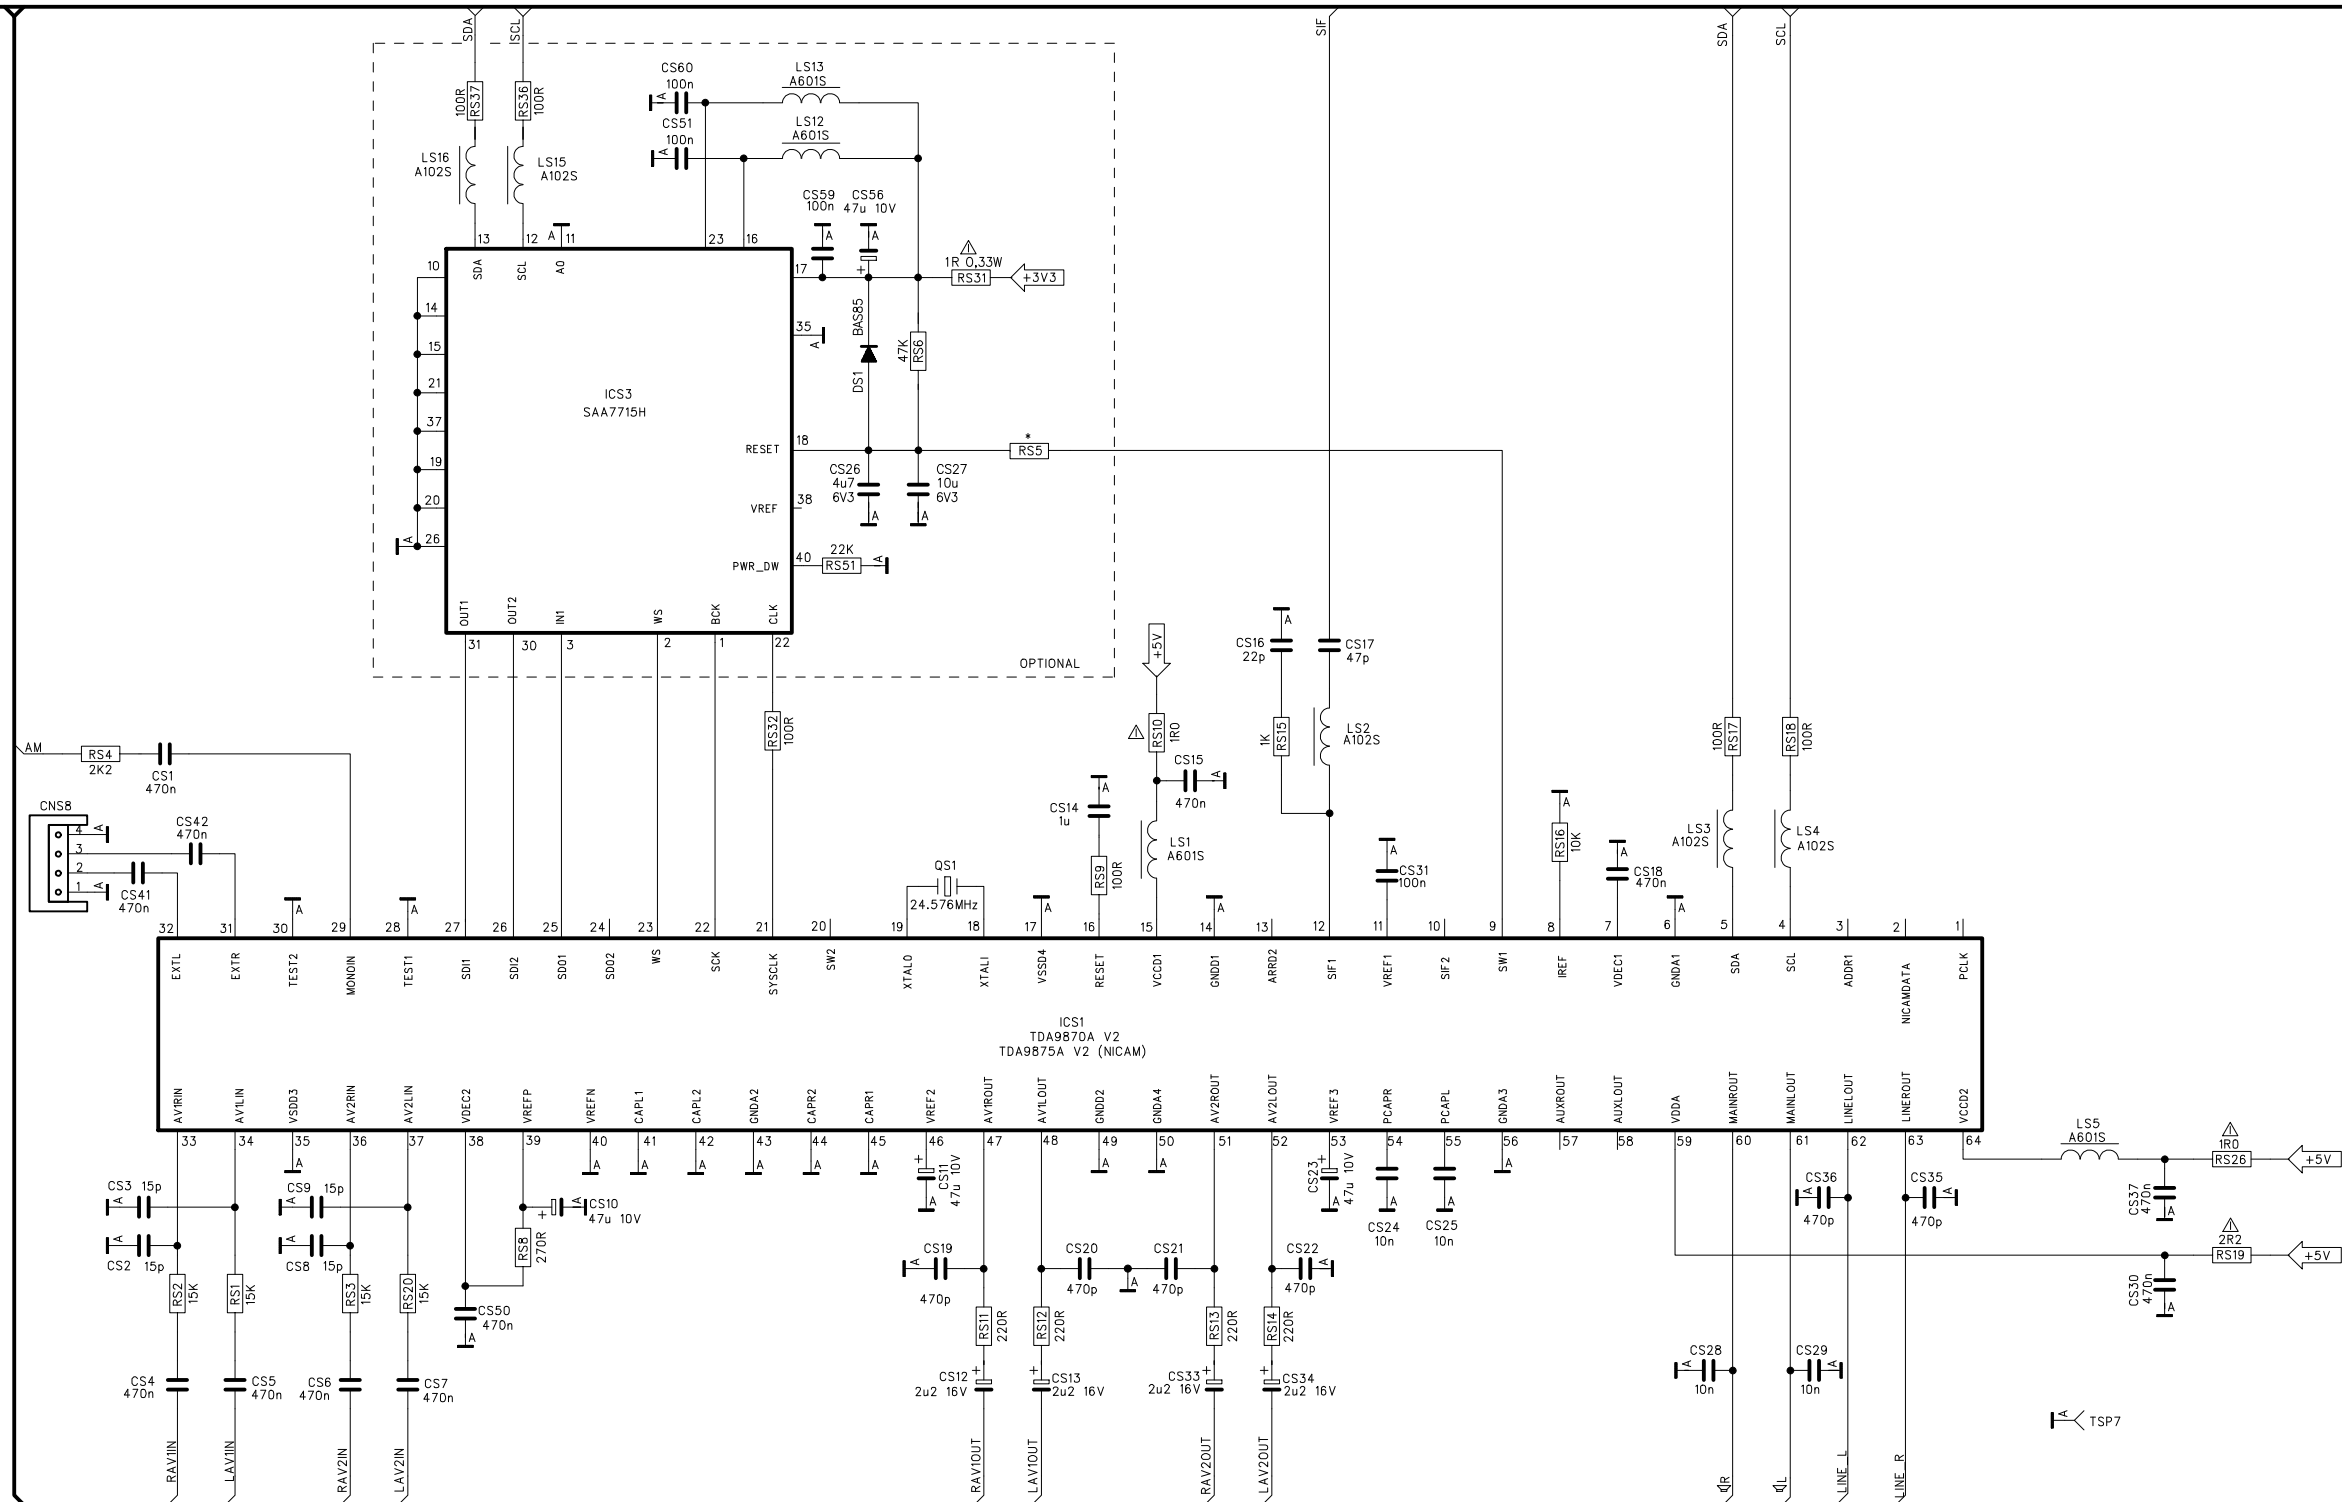 SDA
SCL
SIF
SDA
SCL
CS60
100n
LS13
A601S
100R
RS37
RS36
100R
CS51
100n
LS12
A601S
LS16
A102S
LS15
A102S
CS59
100n
CS56
47u 10V
A
A
A
A
A
13
12
11
23
16
SDA
SCL
A0
10
14
15
21
37
19
20
26
A
17
1R 0,33W
RS31
+3V3
+
35
A
BAS85
DS1
47K
RS6
ICS3
SAA7715H
RESET
18
*
RS5
CS26
4u7
6V3
CS27
10u
6V3
A
A
VREF
38
PWR_DW
40
22K
RS51
A
OUT1
OUT2
IN1
WS
BCK
CLK
31
30
3
2
1
22
OPTIONAL
RS32
100R
+5V
RS10
1R0
CS15
470n
A
CS16
22p
A
CS17
47p
1K
RS15
LS2
A102S
100R
RS17
RS18
100R
AM
RS4
2K2
CS1
470n
CNS8
4
3
2
1
A
A
CS42
470n
CS41
470n
A
A
QS1
24.576MHz
CS14
1u
A
RS9
100R
LS1
A601S
A
A
A
CS31
100n
A
RS16
10K
A
CS18
470n
A
LS3
A102S
LS4
A102S
32
31
30
29
28
27
26
25
24
23
22
21
20
19
18
17
16
15
14
13
12
11
10
9
8
7
6
5
4
3
2
1
EXTL
EXTR
TEST2
MONOIN
TEST1
SDI1
SDI2
SD01
SD02
WS
SCK
SYSCLK
SW2
XTALO
XTALI
VSSD4
RESET
VCCD1
GNDD1
ARRD2
SIF1
VREF1
SIF2
SW1
IREF
VDEC1
GNDA1
SDA
SCL
ADDR1
NICAMDATA
PCLK
ICS1
TDA9870A V2
TDA9875A V2 (NICAM)
AV1RIN
AV1LIN
VSDD3
AV2RIN
AV2LIN
VDEC2
VREFP
VREFN
CAPL1
CAPL2
GNDA2
CAPR2
CAPR1
VREF2
AV1ROUT
AV1LOUT
GNDD2
GNDA4
AV2ROUT
AV2LOUT
VREF3
PCAPR
PCAPL
GNDA3
AUXROUT
AUXLOUT
VDDA
MAINROUT
MAINLOUT
LINELOUT
LINEROUT
VCCD2
33
34
35
36
37
38
39
40
41
42
43
44
45
46
47
48
49
50
51
52
53
54
55
56
57
58
59
60
61
62
63
64
A
A
A
A
A
A
A
A
A
A
LS5
A601S
1R0
RS26
+5V
CS3 15p
A
CS9 15p
A
CS10
47u 10V
+
A
+
CS11
47u 10V
A
+
CS23
47u 10V
A
A
CS24
10n
A
CS25
10n
CS36
A
470p
CS35
A
470p
CS37
470n
A
A
CS2 15p
A
CS8 15p
RS8
270R
2R2
RS19
+5V
CS30
470n
A
RS2
15K
RS1
15K
RS3
15K
RS20
15K
CS50
470n
A
CS19
A
470p
CS20
470p
A
CS21
470p
CS22
A
470p
RS11
220R
RS12
220R
RS13
220R
RS14
220R
CS4
470n
CS5
470n
CS6
470n
CS7
470n
CS12
2u2 16V
+
CS13
2u2 16V
+
CS33
2u2 16V
+
CS34
2u2 16V
+
CS28
A
10n
CS29
A
10n
A
TSP7
RAV1IN
LAV1IN
RAV2IN
LAV2IN
RAV1OUT
LAV1OUT
RAV2OUT
LAV2OUT
R
L
LINE_L
LINE_R